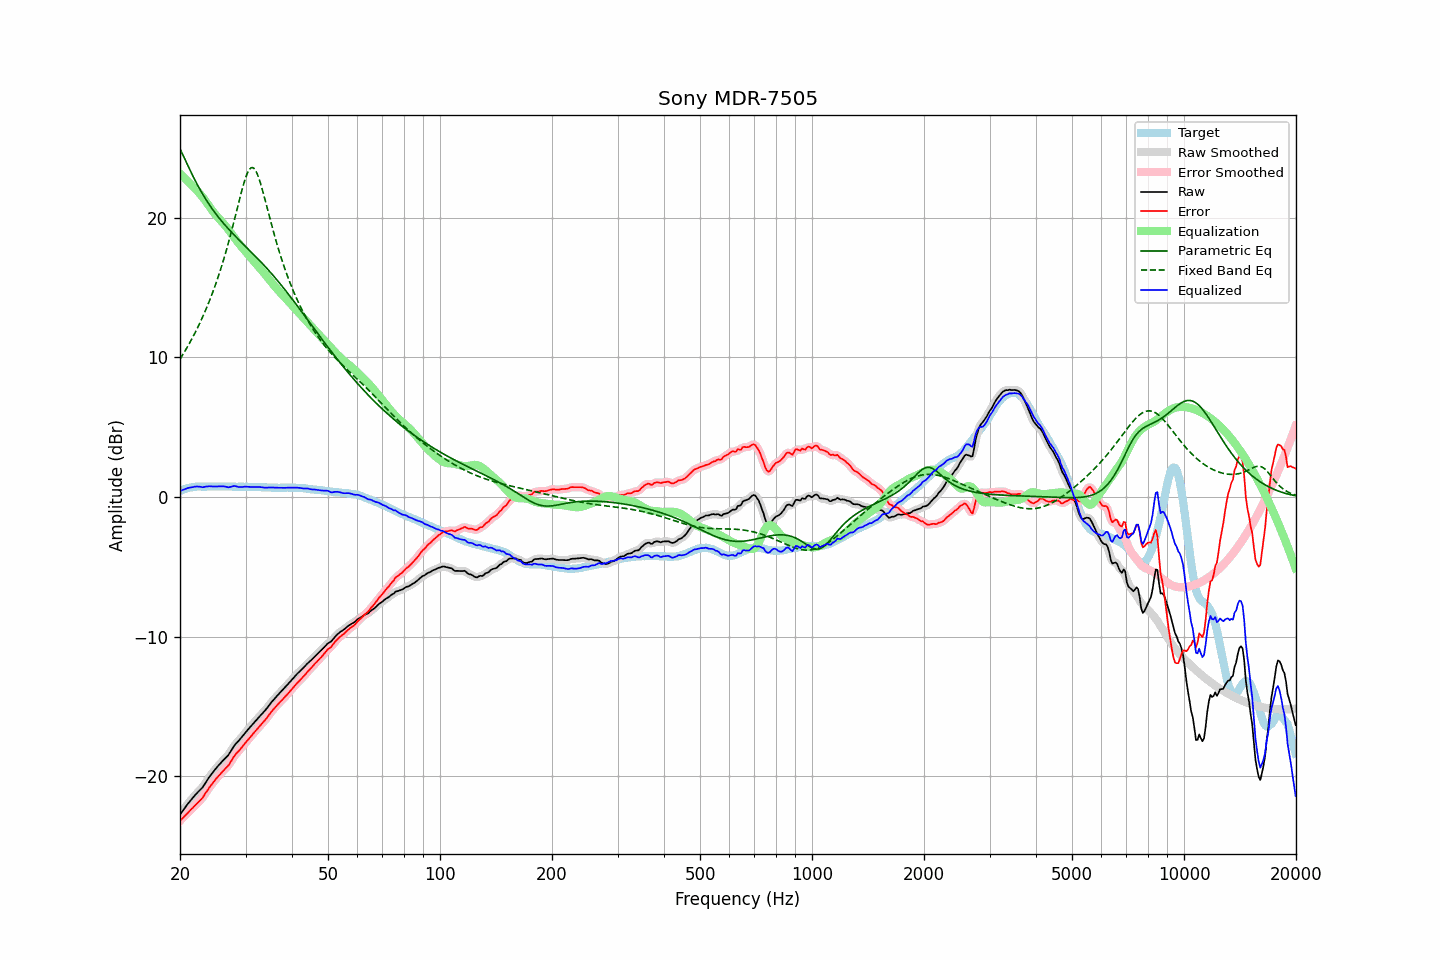 Sony MDR-7505
Target
Raw Smoothed
Error Smoothed
Raw
Error
Equalization
Parametric Eq
Fixed Band Eq
Equalized
Amplitude (dBr)
20
10
0
−10
−20
20 50 100 200 500 1000 2000 5000 10000 20000
Frequency (Hz)